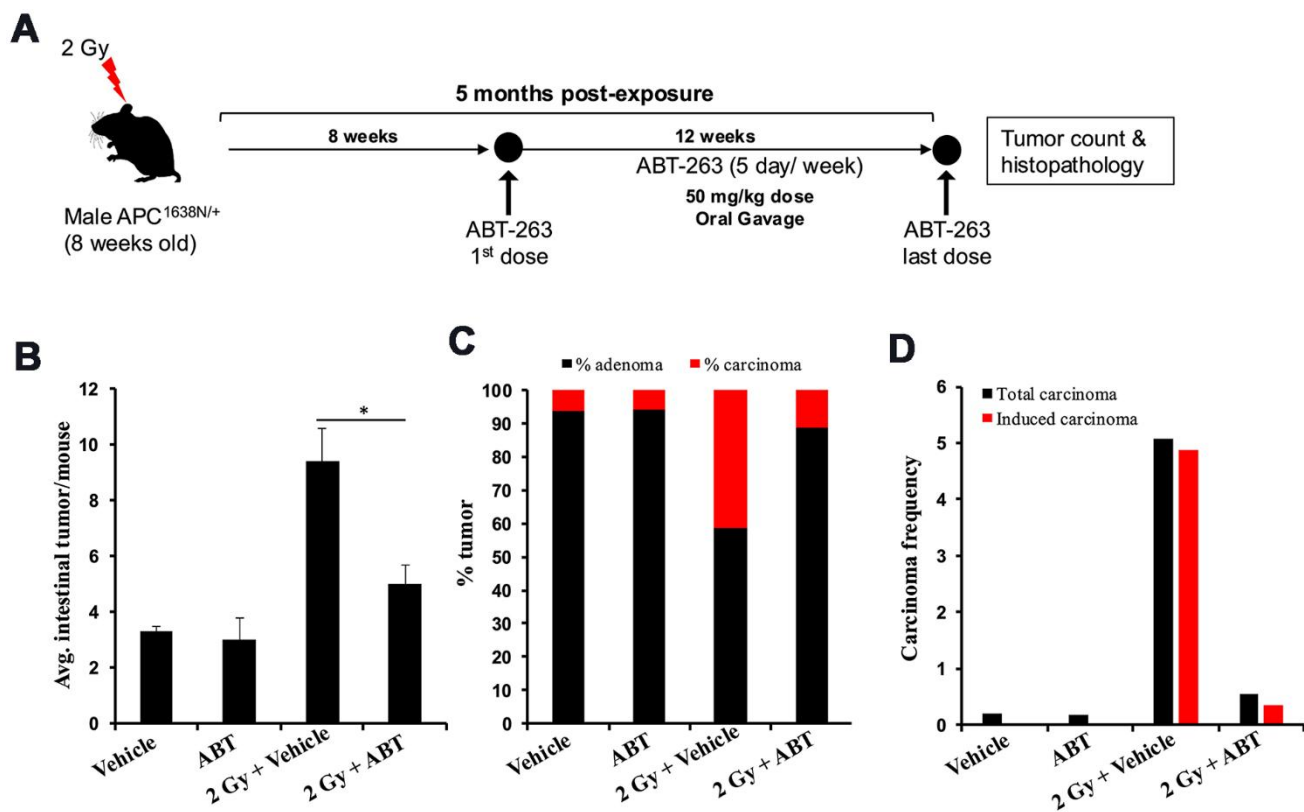 A
2 Gy
5 months post-exposure
8 weeks
12 weeks
ABT-263 (5 day/ week)
50 mg/kg dose
Oral Gavage
Tumor count &
histopathology
Male APC1638N/+
(8 weeks old)
ABT-263
1st dose
ABT-263
last dose
B
Avg. intestinal tumor/mouse
12
10
8
6
4
2
0
*
Vehicle
ABT
2 Gy + Vehicle
2 Gy + ABT
C
% adenoma
% carcinoma
% tumor
100
90
80
70
60
50
40
30
20
10
0
Vehicle
ABT
2 Gy + Vehicle
2 Gy + ABT
D
Total carcinoma
Induced carcinoma
Carcinoma frequency
6
5
4
3
2
1
0
Vehicle
ABT
2 Gy + Vehicle
2 Gy + ABT